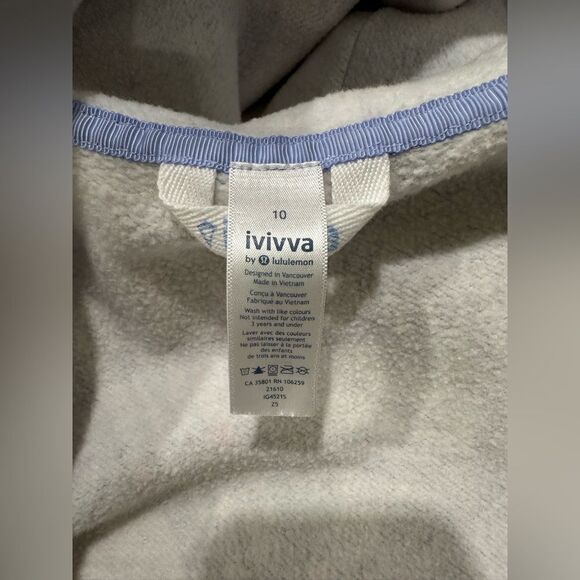 10
ivivva
by lululemon
Designed in Vancouver
Made in Vietnam
Conçu à Vancouver
Fabriqué au Vietnam
Wash with like colours
Not intended for children
3 years and under
Laver avec des couleurs
similaires seulement
Ne pas laisser à la portée
des enfants
de trois ans et moins
CA 35801 RN 106259
21610
IG4521S
25